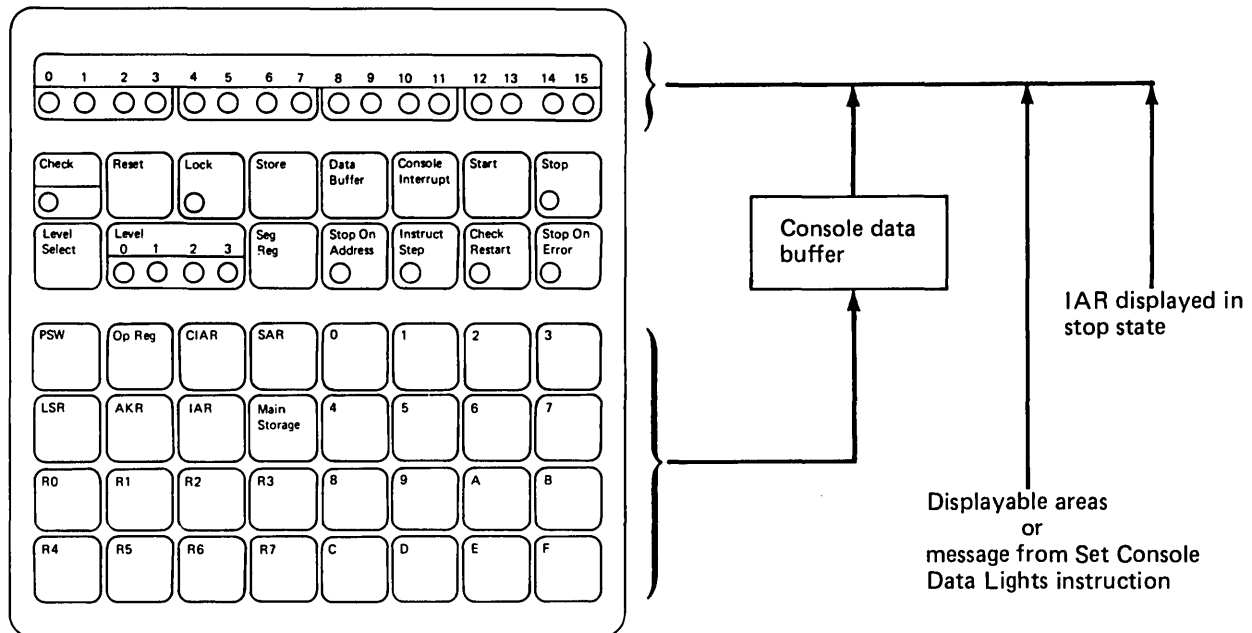 0 1 2 3 4 5 6 7 8 9 10 11 12 13 14 15
Check Reset Lock Store Data Buffer Console Interrupt Start Stop
Level Select Level 0 1 2 3 Seg Reg Stop On Address Instruct Step Check Restart Stop On Error
PSW Op Reg CIAR SAR 0 1 2 3
LSR AKR IAR Main Storage 4 5 6 7
R0 R1 R2 R3 8 9 A B
R4 R5 R6 R7 C D E F
Console data
buffer
IAR displayed in
stop state
Displayable areas
or
message from Set Console
Data Lights instruction